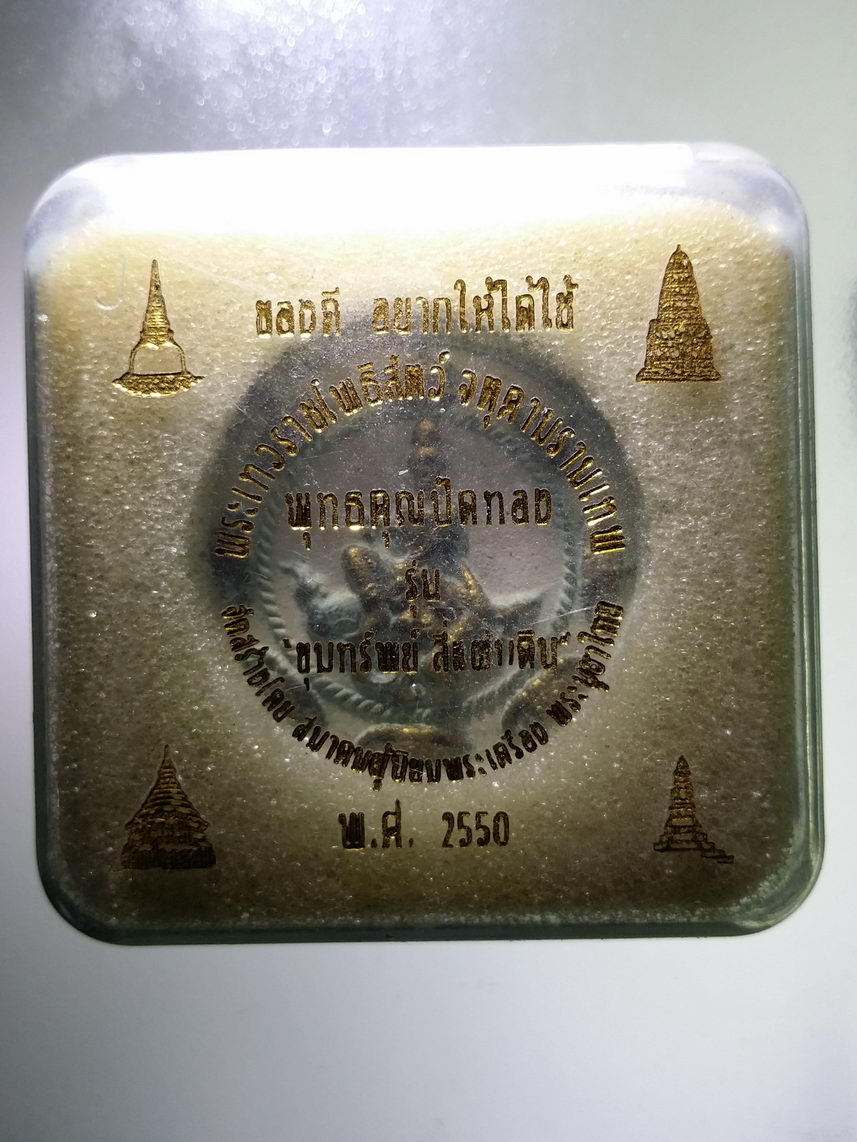 ของดี อยากให้ได้ใช้
พระเทวราชโพธิสัตว์ จตุคามรามเทพ
พุทธคุณปิดทอง
รุ่น
"ขุมทรัพย์ สี่แผ่นดิน"
จัดสร้างโดย สมาคมผู้นิยมพระเครื่อง พระบูชาไทย
พ.ศ. 2550